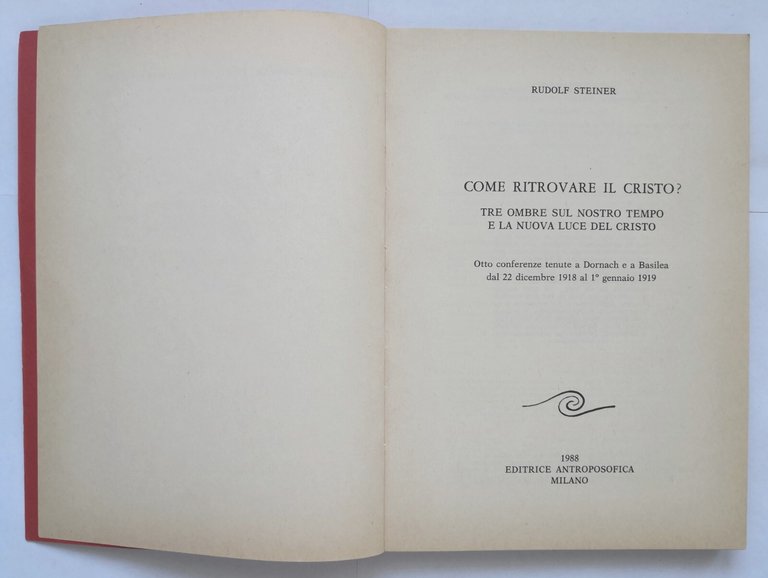 RUDOLF STEINER
COME RITROVARE IL CRISTO?
TRE OMBRE SUL NOSTRO TEMPO
E LA NUOVA LUCE DEL CRISTO
Otto conferenze tenute a Dornach e a Basilea
dal 22 dicembre 1918 al 1° gennaio 1919
1988
EDITRICE ANTROPOSOFICA
MILANO